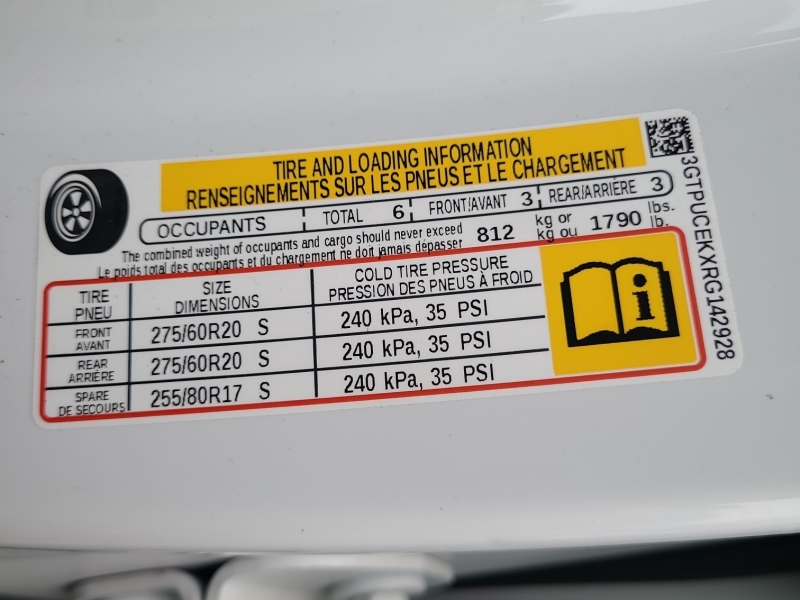 TIRE AND LOADING INFORMATION
RENSEIGNEMENTS SUR LES PNEUS ET LE CHARGEMENT
OCCUPANTS TOTAL 6 FRONT/AVANT 3 REAR/ARRIÈRE 3
The combined weight of occupants and cargo should never exceed 812 kg or 1790 lbs.
Le poids total des occupants et du chargement ne doit jamais dépasser kg ou lb.
TIRE SIZE COLD TIRE PRESSURE
PNEU DIMENSIONS PRESSION DES PNEUS À FROID
FRONT
AVANT 275/60R20 S 240 kPa, 35 PSI
REAR
ARRIÈRE 275/60R20 S 240 kPa, 35 PSI
SPARE
DE SECOURS 255/80R17 S 240 kPa, 35 PSI
i
3GTPUCEKXRG142928